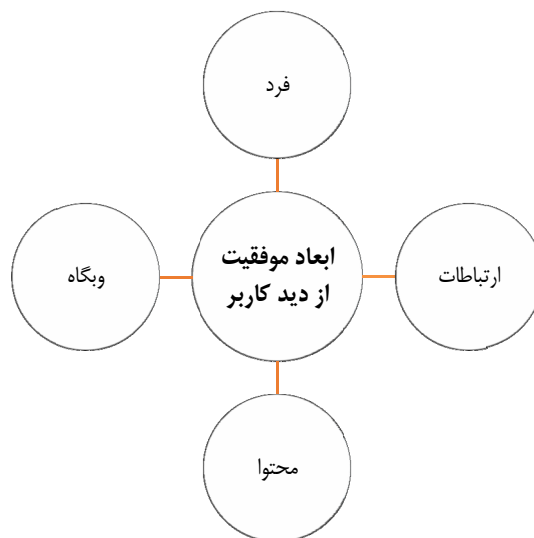 فرد
ابعاد موفقیت
از دید کاربر
ارتباطات
وبگاه
محتوا